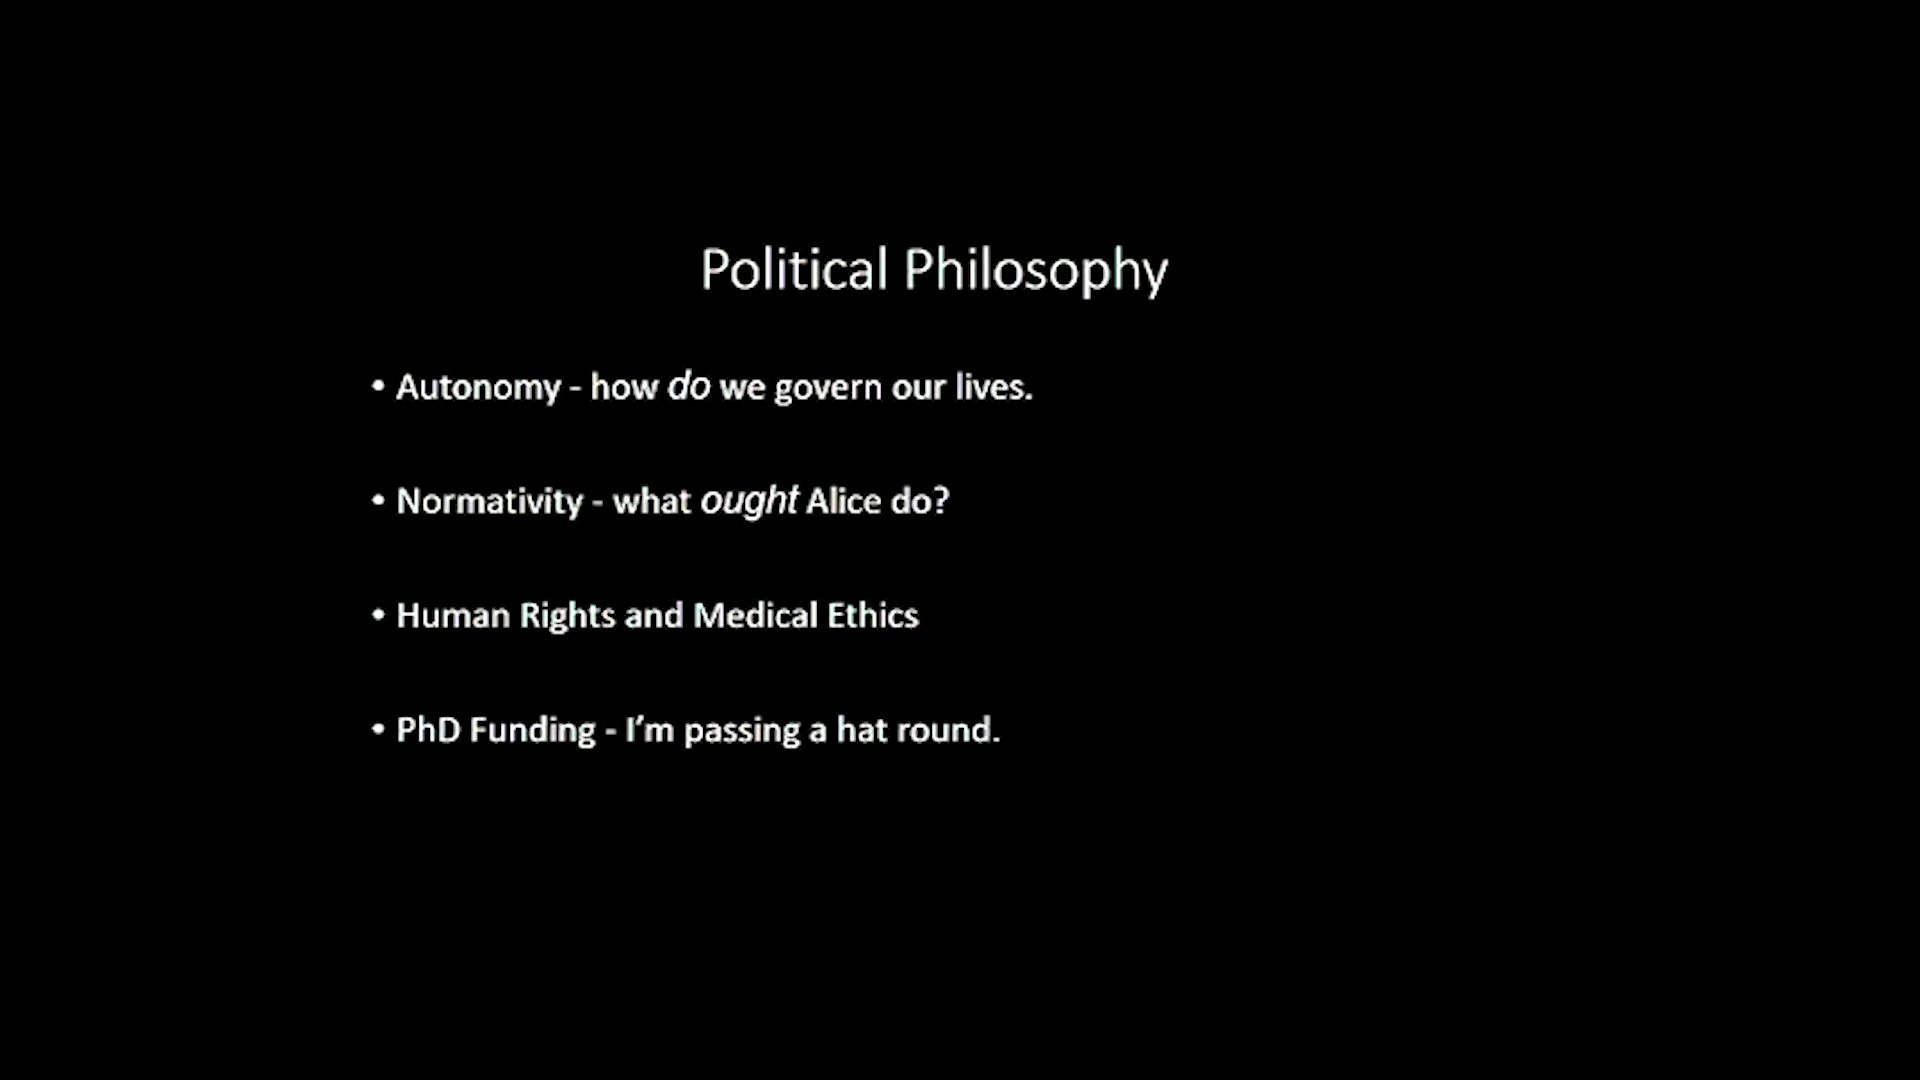 Political Philosophy
• Autonomy - how do we govern our lives.
• Normativity - what ought Alice do?
• Human Rights and Medical Ethics
• PhD Funding - I’m passing a hat round.